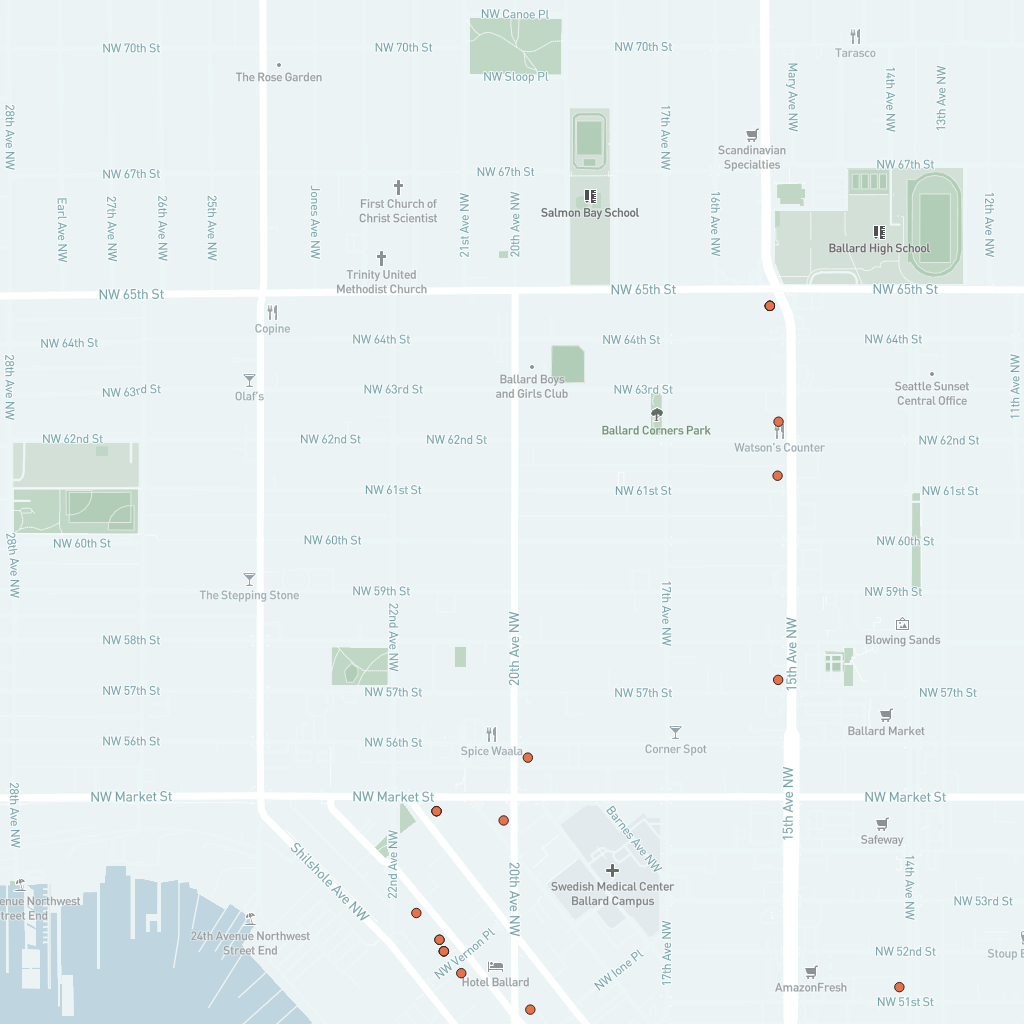 NW Canoe Pl
NW 70th St
NW 70th St
NW 70th St
Tarasco
The Rose Garden
NW Sloop Pl
28th Ave NW
17th Ave NW
Mary Ave NW
14th Ave NW
13th Ave NW
Scandinavian
Specialties
NW 67th St
NW 67th St
NW 67th St
Earl Ave NW
27th Ave NW
26th Ave NW
25th Ave NW
Jones Ave NW
First Church of
Christ Scientist
21st Ave NW
20th Ave NW
Salmon Bay School
16th Ave NW
Ballard High School
12th Ave NW
Trinity United
Methodist Church
NW 65th St
NW 65th St
NW 65th St
Copine
NW 64th St
NW 64th St
NW 64th St
NW 64th St
28th Ave NW
11th Ave NW
Olaf's
NW 63rd St
NW 63rd St
Ballard Boys
and Girls Club
NW 63rd St
Seattle Sunset
Central Office
Ballard Corners Park
NW 62nd St
NW 62nd St
NW 62nd St
Watson's Counter
NW 62nd St
NW 61st St
NW 61st St
NW 61st St
28th Ave NW
NW 60th St
NW 60th St
NW 60th St
The Stepping Stone
NW 59th St
NW 59th St
22nd Ave NW
20th Ave NW
17th Ave NW
15th Ave NW
Blowing Sands
NW 58th St
NW 57th St
NW 57th St
NW 57th St
NW 57th St
Ballard Market
NW 56th St
NW 56th St
Spice Waala
Corner Spot
28th Ave NW
15th Ave NW
NW Market St
NW Market St
NW Market St
Barnes Ave NW
Safeway
Shilshole Ave NW
22nd Ave NW
20th Ave NW
Swedish Medical Center
Ballard Campus
14th Ave NW
enue Northwest
treet End
NW 53rd St
24th Avenue Northwest
Street End
NW Vernon Pl
17th Ave NW
NW 52nd St
Stoup
NW Ione Pl
Hotel Ballard
AmazonFresh
NW 51st St